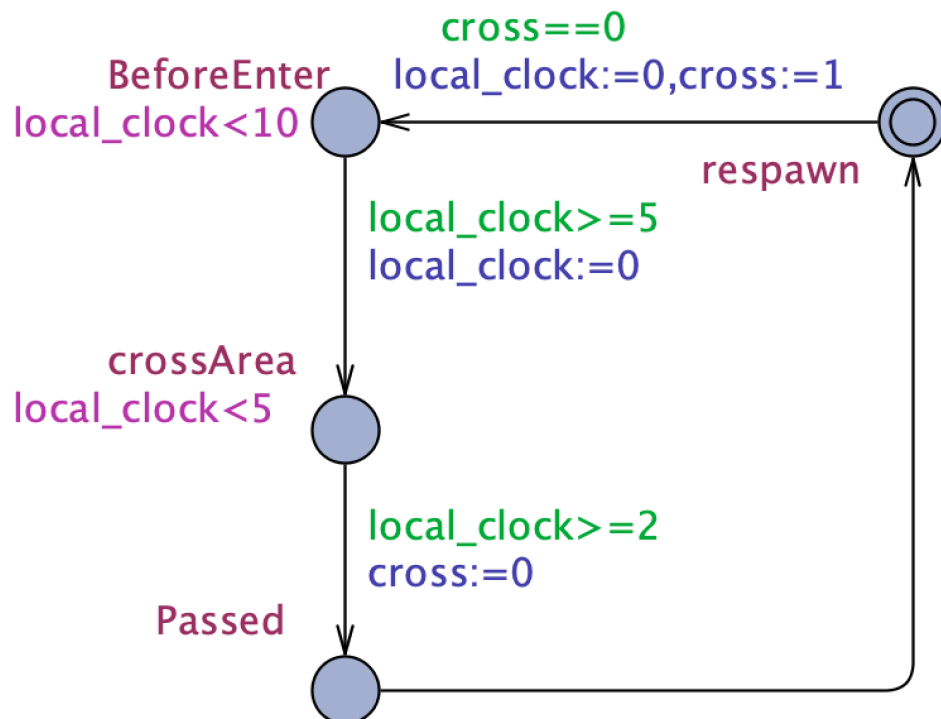 cross==0
local_clock:=0,cross:=1
BeforeEnter
local_clock<10
respawn
local_clock>=5
local_clock:=0
crossArea
local_clock<5
local_clock>=2
cross:=0
Passed